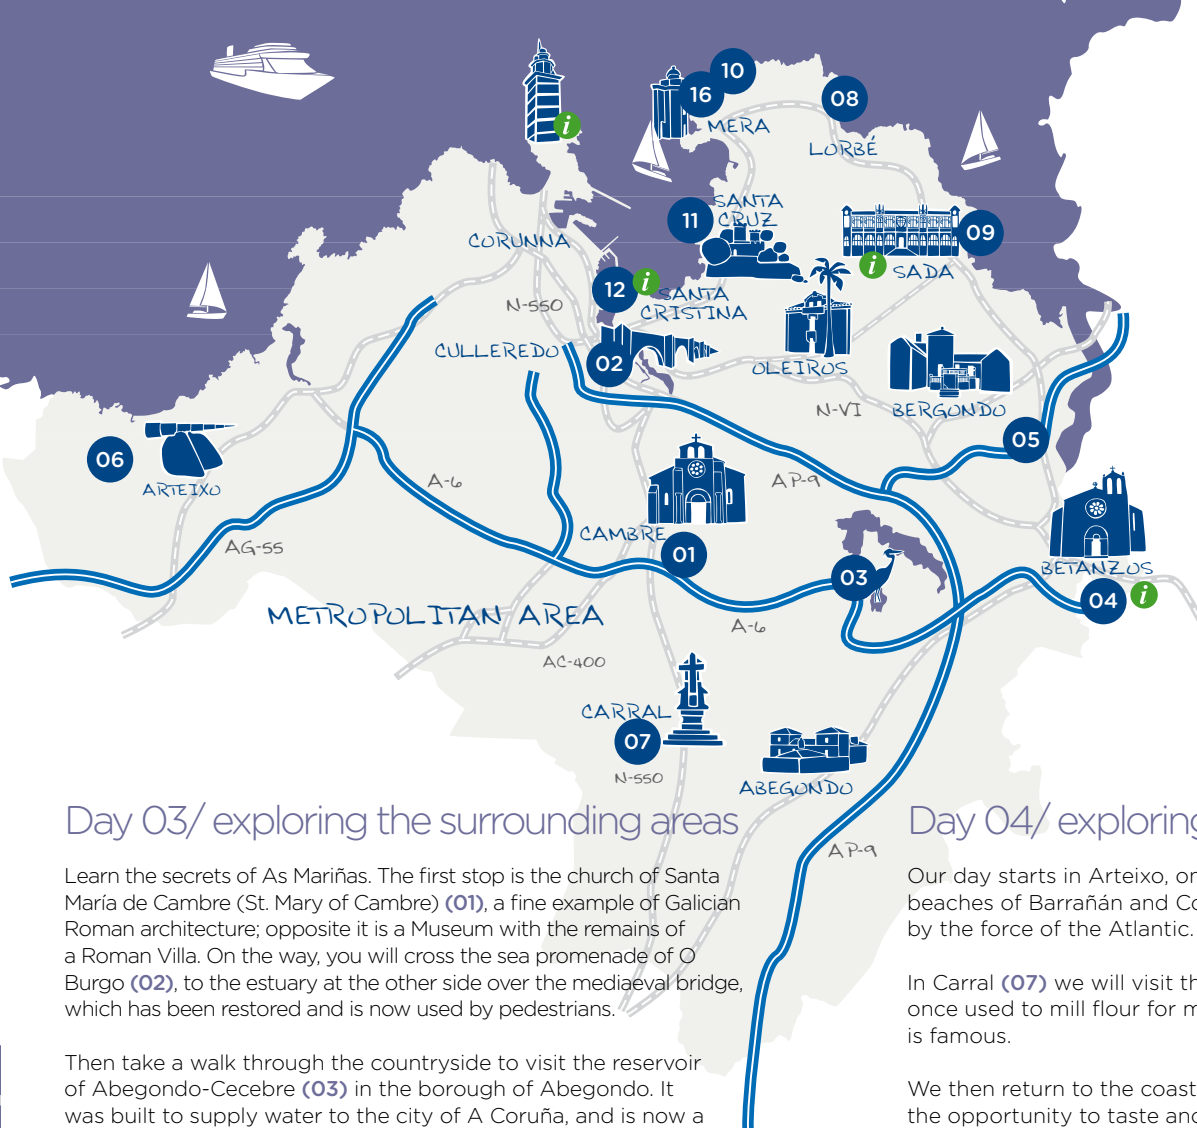 10
16
08
MERA
LORBÉ
SANTA
CRUZ
11
09
CORUNNA
SADA
12
SANTA
CRISTINA
N-550
CULLEREDO
02
OLEIROS
N-VI
BERGONDO
05
06
ARTEIXO
A-6
AP-9
CAMBRE
01
AG-55
BETANZOS
03
04
i
i
i
i
METROPOLITAN AREA
A-6
AC-400
CARRAL
07
N-550
ABEGONDO
AP-9
Day 03/ exploring the surrounding areas
Learn the secrets of As Mariñas. The first stop is the church of Santa
María de Cambre (St. Mary of Cambre) (01), a fine example of Galician
Roman architecture; opposite it is a Museum with the remains of
a Roman Villa. On the way, you will cross the sea promenade of O
Burgo (02), to the estuary at the other side over the mediaeval bridge,
which has been restored and is now used by pedestrians.
Then take a walk through the countryside to visit the reservoir
of Abegondo-Cecebre (03) in the borough of Abegondo. It
was built to supply water to the city of A Coruña, and is now a
Day 04/ exploring
Our day starts in Arteixo, or
beaches of Barrañán and Co
by the force of the Atlantic.
In Carral (07) we will visit th
once used to mill flour for m
is famous.
We then return to the coast
the opportunity to taste and